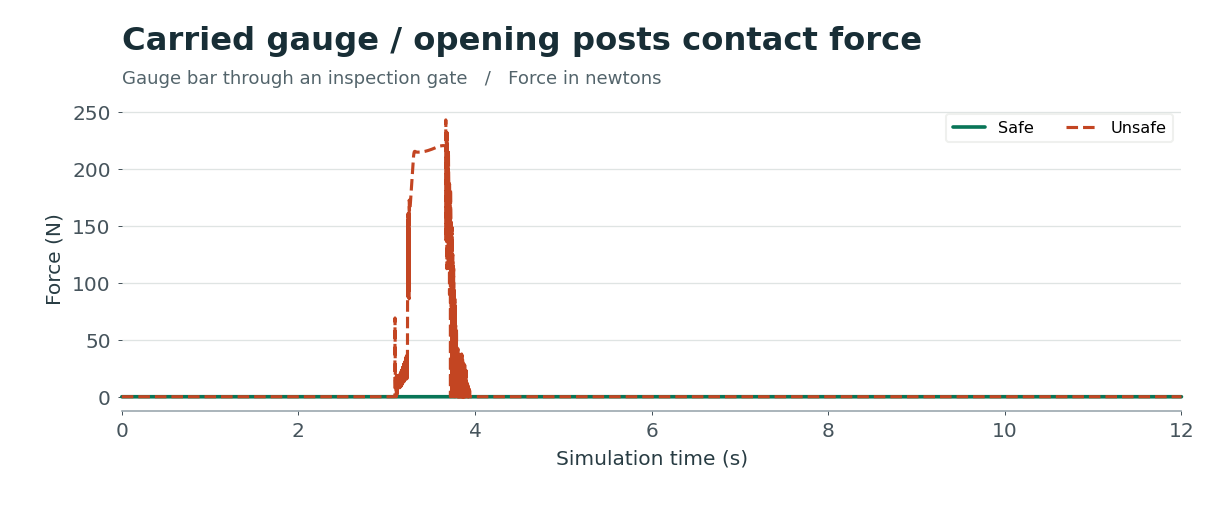 Carried gauge / opening posts contact force
Gauge bar through an inspection gate / Force in newtons
Safe Unsafe
Force (N)
250
200
150
100
50
0
0 2 4 6 8 10 12
Simulation time (s)